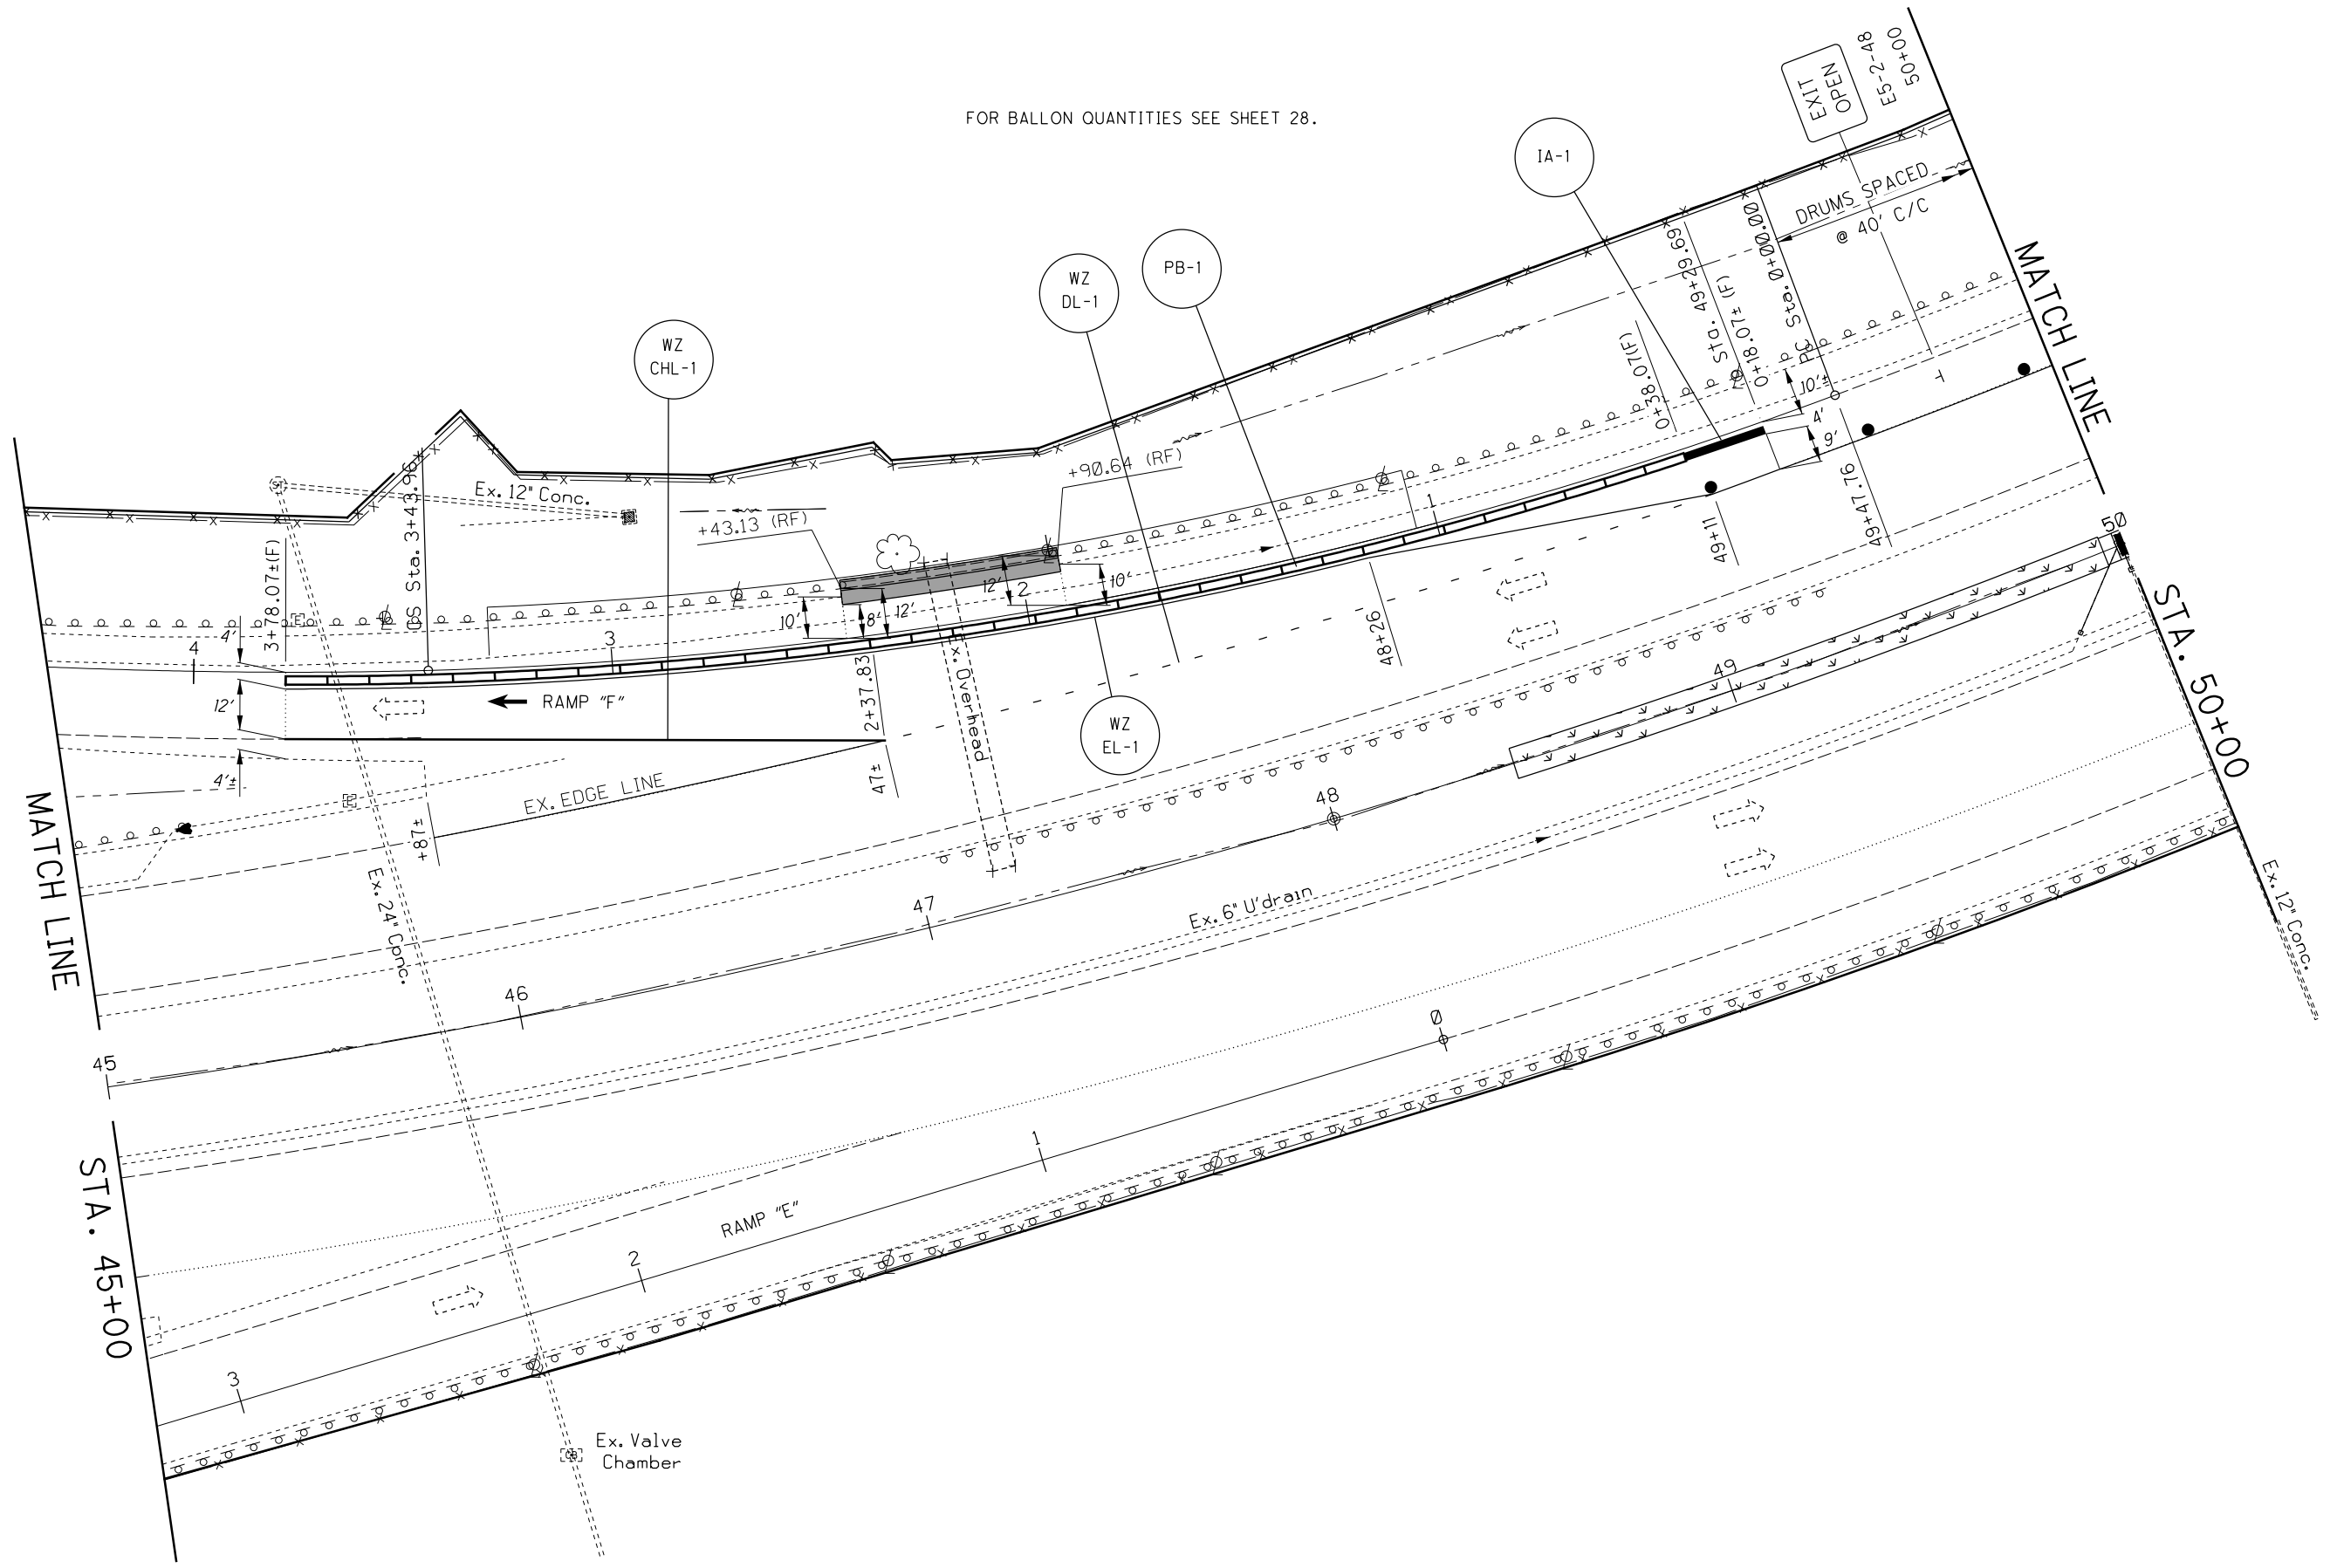 FOR BALLON QUANTITIES SEE SHEET 28.
EXIT
OPEN
E5-2-48
50+00
IA-1
DRUMS SPACED
@ 40' C/C
MATCH LINE
STA. 50+00
PB-1
WZ
DL-1
WZ
CHL-1
WZ
EL-1
PC Sta. 0+00.00
Sta. 49+29.69
0+18.07±(F)
0+38.07(F)
10'±
4'
9'
49+47.76
49+11
48+26
+90.64 (RF)
+43.13 (RF)
Ex. 12" Conc.
CS Sta. 3+43.96
3+78.07±(F)
4'
12'
4'±
10'
8'
12'
12'
10'
4
3
2
1
2+37.83
47±
+87±
RAMP "F"
EX. EDGE LINE
Ex. Overhead
Ex. 24" Conc.
MATCH LINE
STA. 45+00
45
46
47
48
49
50
Ex. 6" U'drain
Ex. 12" Conc.
0
1
2
3
RAMP "E"
Ex. Valve
Chamber